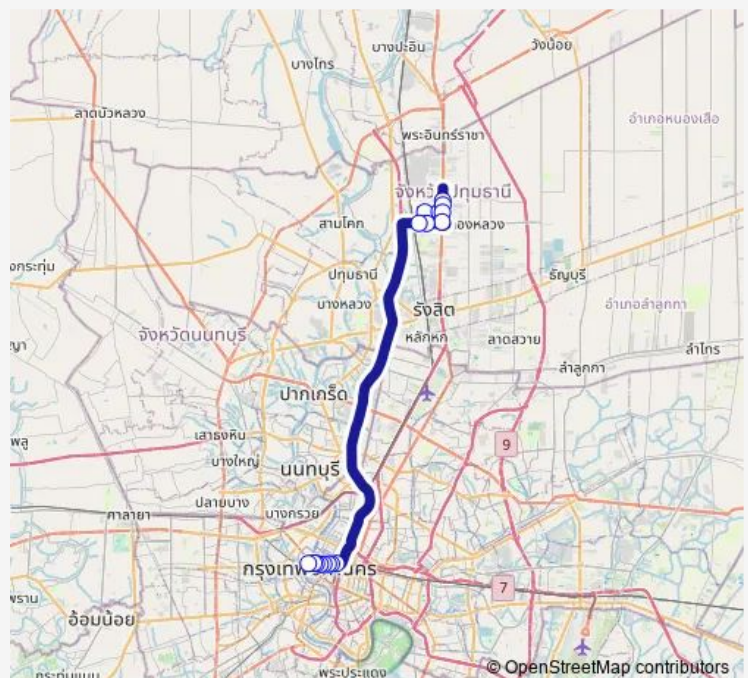 บางปะอิน
วังน้อย
บางไทร
ลาดบัวหลวง
อำเภอหนองเสือ
พระอินทร์ราชา
สามโคก
ปทุมธานี
ธัญบุรี
บางหลวง
รังสิต
อำเภอลำลูกกา
จังหวัดนนทบุรี
หลักหก
ลาดสวาย
ลำไทร
ลำลูกกา
ปากเกร็ด
เสาธงหิน
บางใหญ่
9
นนทบุรี
ปลายบาง
ศาลายา
บางกรวย
7
อ้อมน้อย
พระประแดง
© OpenStreetMap contributors